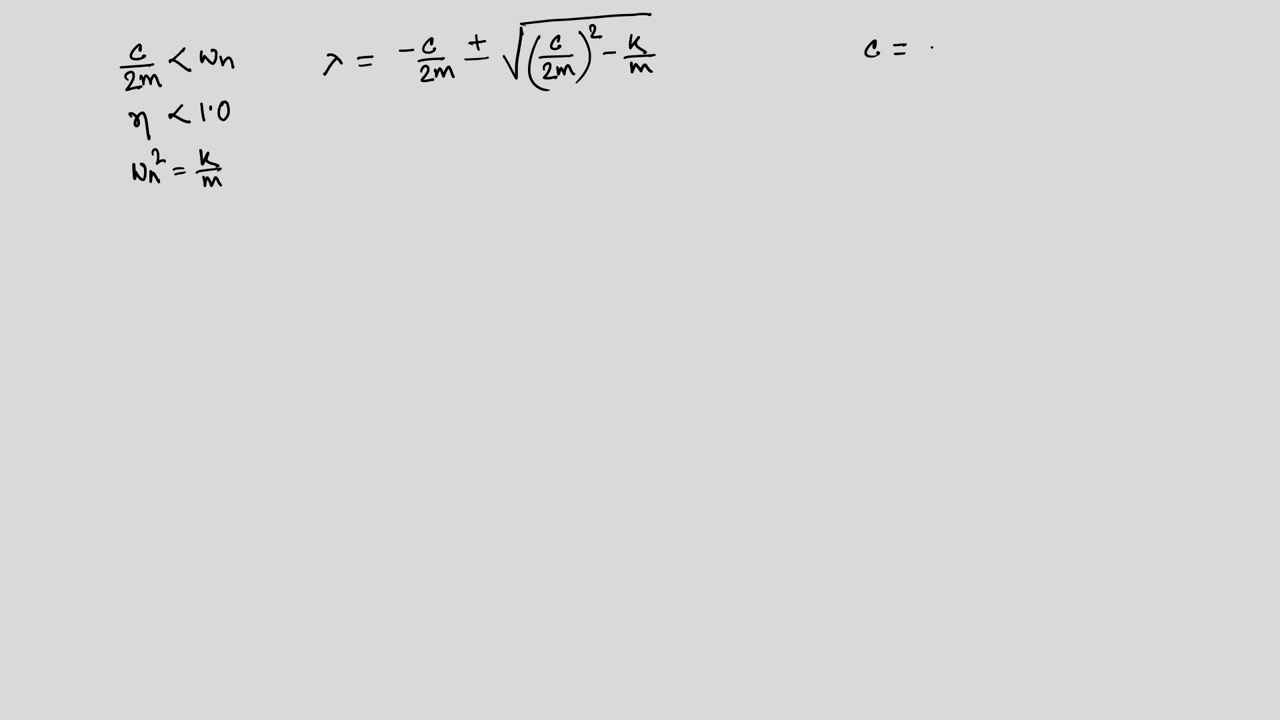 c/2m < ωn
η < 1.0
ωn² = k/m
λ = -c/2m ± √((c/2m)² - k/m)
c =